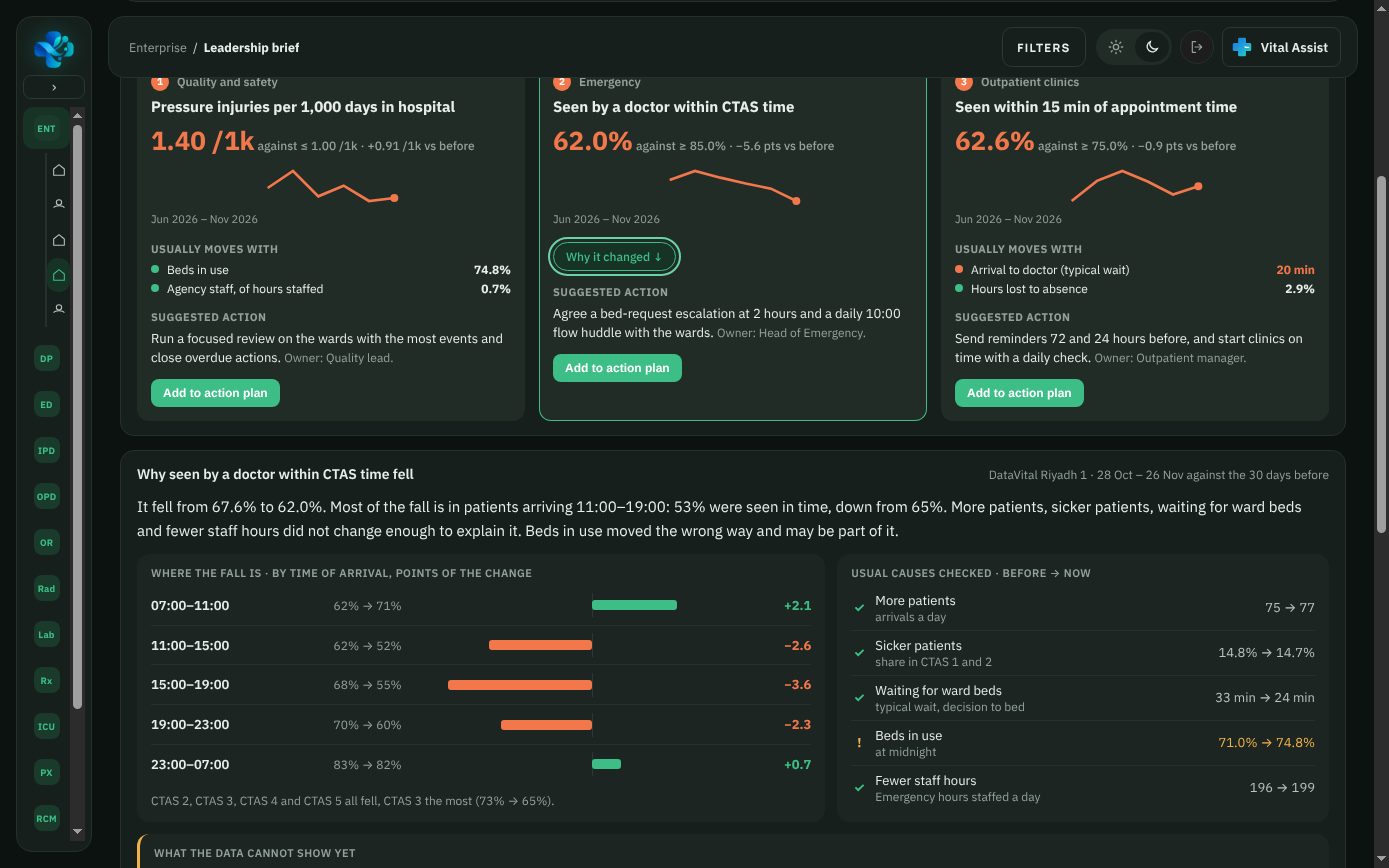 Enterprise / Leadership brief
FILTERS
Vital Assist
ENT
DP
ED
IPD
OPD
OR
Rad
Lab
Rx
ICU
PX
RCM
1 Quality and safety
Pressure injuries per 1,000 days in hospital
1.40 /1k against ≤ 1.00 /1k · +0.91 /1k vs before
Jun 2026 – Nov 2026
USUALLY MOVES WITH
Beds in use 74.8%
Agency staff, of hours staffed 0.7%
SUGGESTED ACTION
Run a focused review on the wards with the most events and
close overdue actions. Owner: Quality lead.
Add to action plan
2 Emergency
Seen by a doctor within CTAS time
62.0% against ≥ 85.0% · −5.6 pts vs before
Jun 2026 – Nov 2026
Why it changed ↓
SUGGESTED ACTION
Agree a bed-request escalation at 2 hours and a daily 10:00
flow huddle with the wards. Owner: Head of Emergency.
Add to action plan
3 Outpatient clinics
Seen within 15 min of appointment time
62.6% against ≥ 75.0% · −0.9 pts vs before
Jun 2026 – Nov 2026
USUALLY MOVES WITH
Arrival to doctor (typical wait) 20 min
Hours lost to absence 2.9%
SUGGESTED ACTION
Send reminders 72 and 24 hours before, and start clinics on
time with a daily check. Owner: Outpatient manager.
Add to action plan
Why seen by a doctor within CTAS time fell
DataVital Riyadh 1 · 28 Oct – 26 Nov against the 30 days before
It fell from 67.6% to 62.0%. Most of the fall is in patients arriving 11:00–19:00: 53% were seen in time, down from 65%. More patients, sicker patients, waiting for ward beds
and fewer staff hours did not change enough to explain it. Beds in use moved the wrong way and may be part of it.
WHERE THE FALL IS · BY TIME OF ARRIVAL, POINTS OF THE CHANGE
07:00–11:00 62% → 71% +2.1
11:00–15:00 62% → 52% −2.6
15:00–19:00 68% → 55% −3.6
19:00–23:00 70% → 60% −2.3
23:00–07:00 83% → 82% +0.7
CTAS 2, CTAS 3, CTAS 4 and CTAS 5 all fell, CTAS 3 the most (73% → 65%).
USUAL CAUSES CHECKED · BEFORE → NOW
More patients 75 → 77
arrivals a day
Sicker patients 14.8% → 14.7%
share in CTAS 1 and 2
Waiting for ward beds 33 min → 24 min
typical wait, decision to bed
! Beds in use 71.0% → 74.8%
at midnight
Fewer staff hours 196 → 199
Emergency hours staffed a day
WHAT THE DATA CANNOT SHOW YET